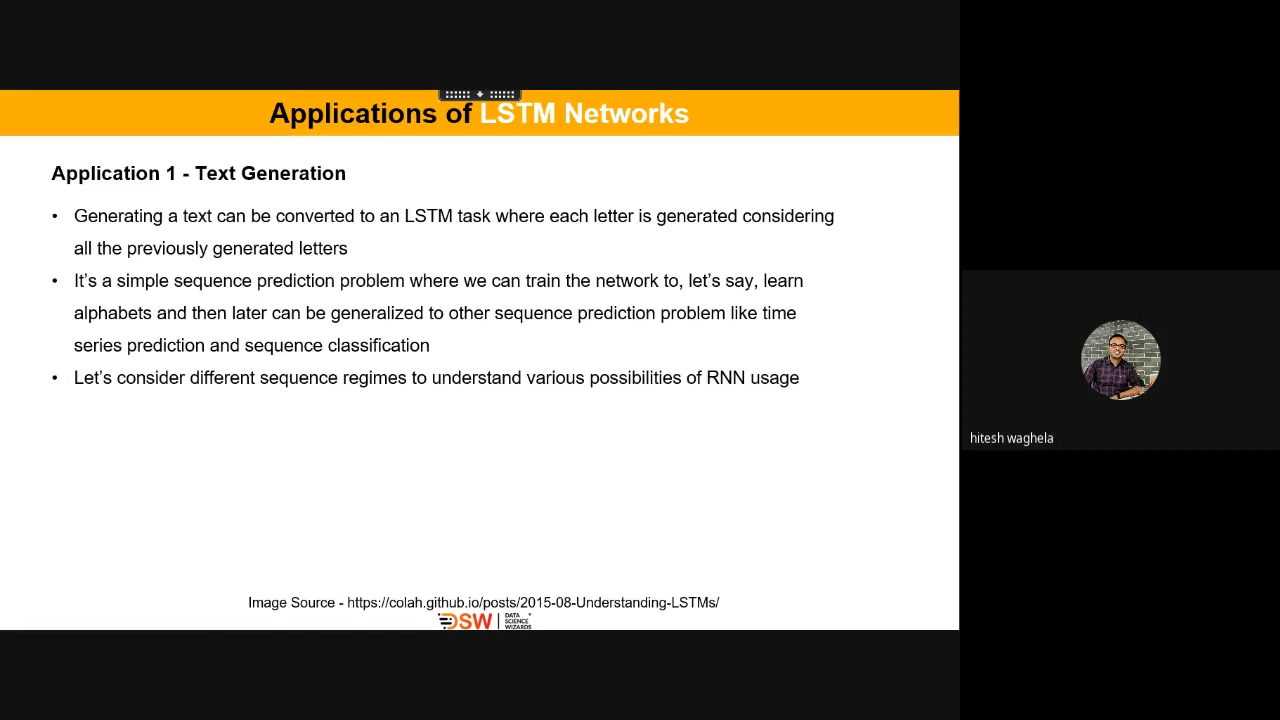 Applications of LSTM Networks
Application 1 - Text Generation
• Generating a text can be converted to an LSTM task where each letter is generated considering
all the previously generated letters
• It’s a simple sequence prediction problem where we can train the network to, let’s say, learn
alphabets and then later can be generalized to other sequence prediction problem like time
series prediction and sequence classification
• Let’s consider different sequence regimes to understand various possibilities of RNN usage
hitesh waghela
Image Source - https://colah.github.io/posts/2015-08-Understanding-LSTMs/
DSW DATA
SCIENCE
WIZARDS